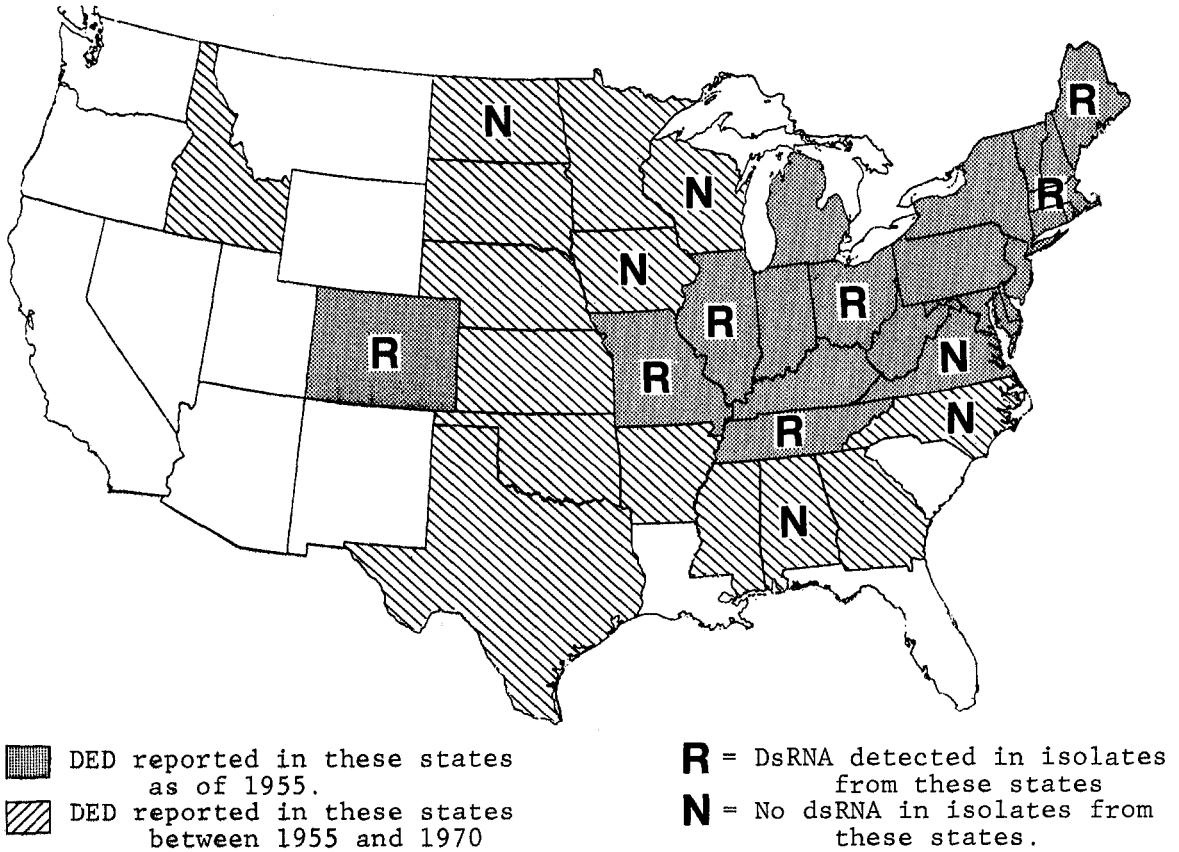 R
N
N
R
N
R
R
R
R
N
R
N
N
DED reported in these states
as of 1955.
DED reported in these states
between 1955 and 1970
R = DsRNA detected in isolates
from these states
N = No dsRNA in isolates from
these states.